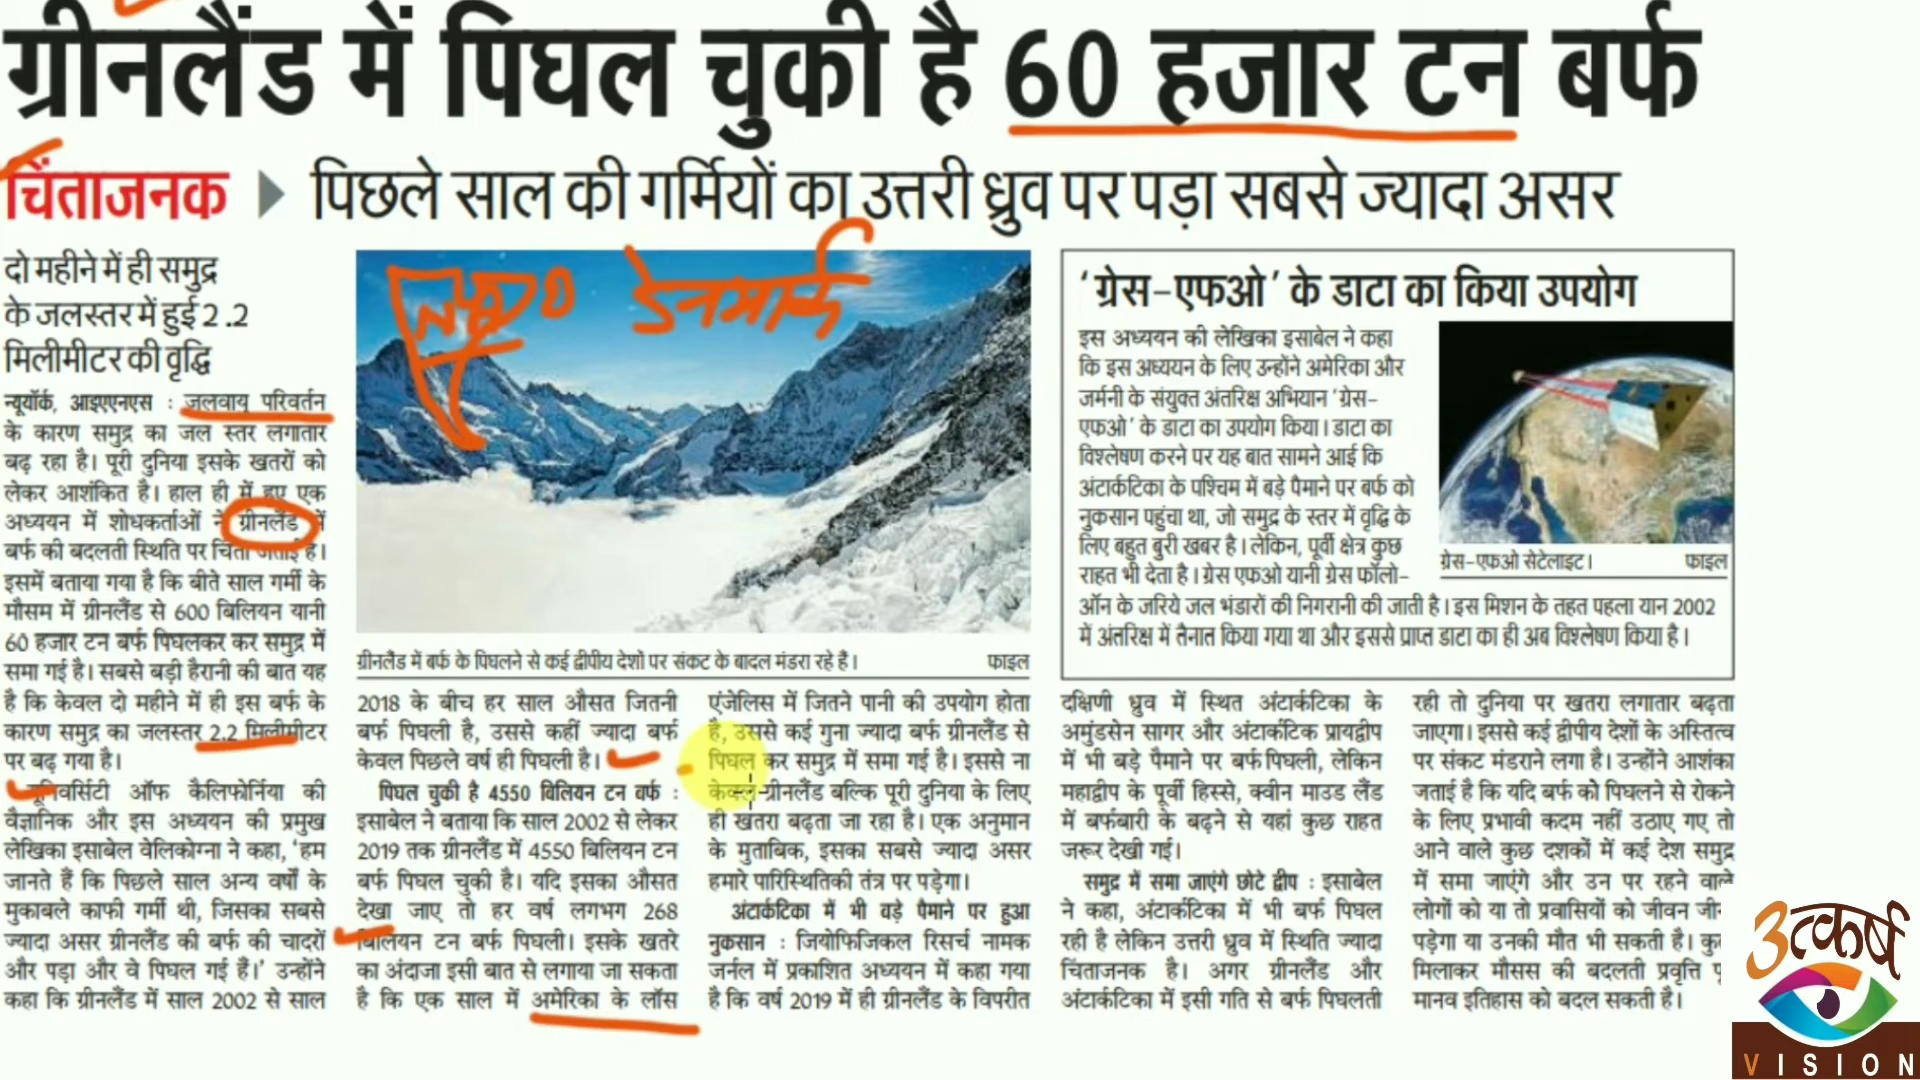 ग्रीनलैंड में पिघल चुकी है 60 हजार टन बर्फ
चिंताजनक
पिछले साल की गर्मियों का उत्तरी ध्रुव पर पड़ा सबसे ज्यादा असर
दो महीने में ही समुद्र
के जलस्तर में हुई 2.2
मिलीमीटर की वृद्धि
न्यूयॉर्क, आइएएनएस : जलवायु परिवर्तन
के कारण समुद्र का जल स्तर लगातार
बढ़ रहा है। पूरी दुनिया इसके खतरों को
लेकर आशंकित है। हाल ही में हुए एक
अध्ययन में शोधकर्ताओं ने ग्रीनलैंड में
बर्फ की बदलती स्थिति पर चिंता जताई है।
इसमें बताया गया है कि बीते साल गर्मी के
मौसम में ग्रीनलैंड से 600 बिलियन यानी
60 हजार टन बर्फ पिघलकर कर समुद्र में
समा गई है। सबसे बड़ी हैरानी की बात यह
है कि केवल दो महीने में ही इस बर्फ के
कारण समुद्र का जलस्तर 2.2 मिलीमीटर
पर बढ़ गया है।
यूनिवर्सिटी ऑफ कैलिफोर्निया की
वैज्ञानिक और इस अध्ययन की प्रमुख
लेखिका इसाबेल वेलिकोग्ना ने कहा, 'हम
जानते हैं कि पिछले साल अन्य वर्षों के
मुकाबले काफी गर्मी थी, जिसका सबसे
ज्यादा असर ग्रीनलैंड की बर्फ की चादरों
और पड़ा और वे पिघल गई हैं।' उन्होंने
कहा कि ग्रीनलैंड में साल 2002 से साल
डेनमार्क
ग्रीनलैंड में बर्फ के पिघलने से कई द्वीपीय देशों पर संकट के बादल मंडरा रहे हैं। फाइल
2018 के बीच हर साल औसत जितनी
बर्फ पिघली है, उससे कहीं ज्यादा बर्फ
केवल पिछले वर्ष ही पिघली है।
पिघल चुकी है 4550 बिलियन टन बर्फ :
इसाबेल ने बताया कि साल 2002 से लेकर
2019 तक ग्रीनलैंड में 4550 बिलियन टन
बर्फ पिघल चुकी है। यदि इसका औसत
देखा जाए तो हर वर्ष लगभग 268
बिलियन टन बर्फ पिघली। इसके खतरे
का अंदाजा इसी बात से लगाया जा सकता
है कि एक साल में अमेरिका के लॉस
एंजेलिस में जितने पानी की उपयोग होता
है, उससे कई गुना ज्यादा बर्फ ग्रीनलैंड से
पिघल कर समुद्र में समा गई है। इससे ना
केवल ग्रीनलैंड बल्कि पूरी दुनिया के लिए
ही खतरा बढ़ता जा रहा है। एक अनुमान
के मुताबिक, इसका सबसे ज्यादा असर
हमारे पारिस्थितिकी तंत्र पर पड़ेगा।
अंटार्कटिका में भी बड़े पैमाने पर हुआ
नुकसान : जियोफिजिकल रिसर्च नामक
जर्नल में प्रकाशित अध्ययन में कहा गया
है कि वर्ष 2019 में ही ग्रीनलैंड के विपरीत
'ग्रेस-एफओ' के डाटा का किया उपयोग
इस अध्ययन की लेखिका इसाबेल ने कहा
कि इस अध्ययन के लिए उन्होंने अमेरिका और
जर्मनी के संयुक्त अंतरिक्ष अभियान 'ग्रेस-
एफओ' के डाटा का उपयोग किया। डाटा का
विश्लेषण करने पर यह बात सामने आई कि
अंटार्कटिका के पश्चिम में बड़े पैमाने पर बर्फ को
नुकसान पहुंचा था, जो समुद्र के स्तर में वृद्धि के
लिए बहुत बुरी खबर है। लेकिन, पूर्वी क्षेत्र कुछ
राहत भी देता है। ग्रेस एफओ यानी ग्रेस फॉलो-
ऑन के जरिये जल भंडारों की निगरानी की जाती है। इस मिशन के तहत पहला यान 2002
में अंतरिक्ष में तैनात किया गया था और इससे प्राप्त डाटा का ही अब विश्लेषण किया है।
ग्रेस-एफओ सेटेलाइट। फाइल
दक्षिणी ध्रुव में स्थित अंटार्कटिका के
अमुंडसेन सागर और अंटार्कटिक प्रायद्वीप
में भी बड़े पैमाने पर बर्फ पिघली, लेकिन
महाद्वीप के पूर्वी हिस्से, क्वीन माउड लैंड
में बर्फबारी के बढ़ने से यहां कुछ राहत
जरूर देखी गई।
समुद्र में समा जाएंगे छोटे द्वीप : इसाबेल
ने कहा, अंटार्कटिका में भी बर्फ पिघल
रही है लेकिन उत्तरी ध्रुव में स्थिति ज्यादा
चिंताजनक है। अगर ग्रीनलैंड और
अंटार्कटिका में इसी गति से बर्फ पिघलती
रही तो दुनिया पर खतरा लगातार बढ़ता
जाएगा। इससे कई द्वीपीय देशों के अस्तित्व
पर संकट मंडराने लगा है। उन्होंने आशंका
जताई है कि यदि बर्फ को पिघलने से रोकने
के लिए प्रभावी कदम नहीं उठाए गए तो
आने वाले कुछ दशकों में कई देश समुद्र
में समा जाएंगे और उन पर रहने वाले
लोगों को या तो प्रवासियों को जीवन जीन
पड़ेगा या उनकी मौत भी सकती है। कु
मिलाकर मौसस की बदलती प्रवृत्ति पू
मानव इतिहास को बदल सकती है।
उत्कर्ष
VISION